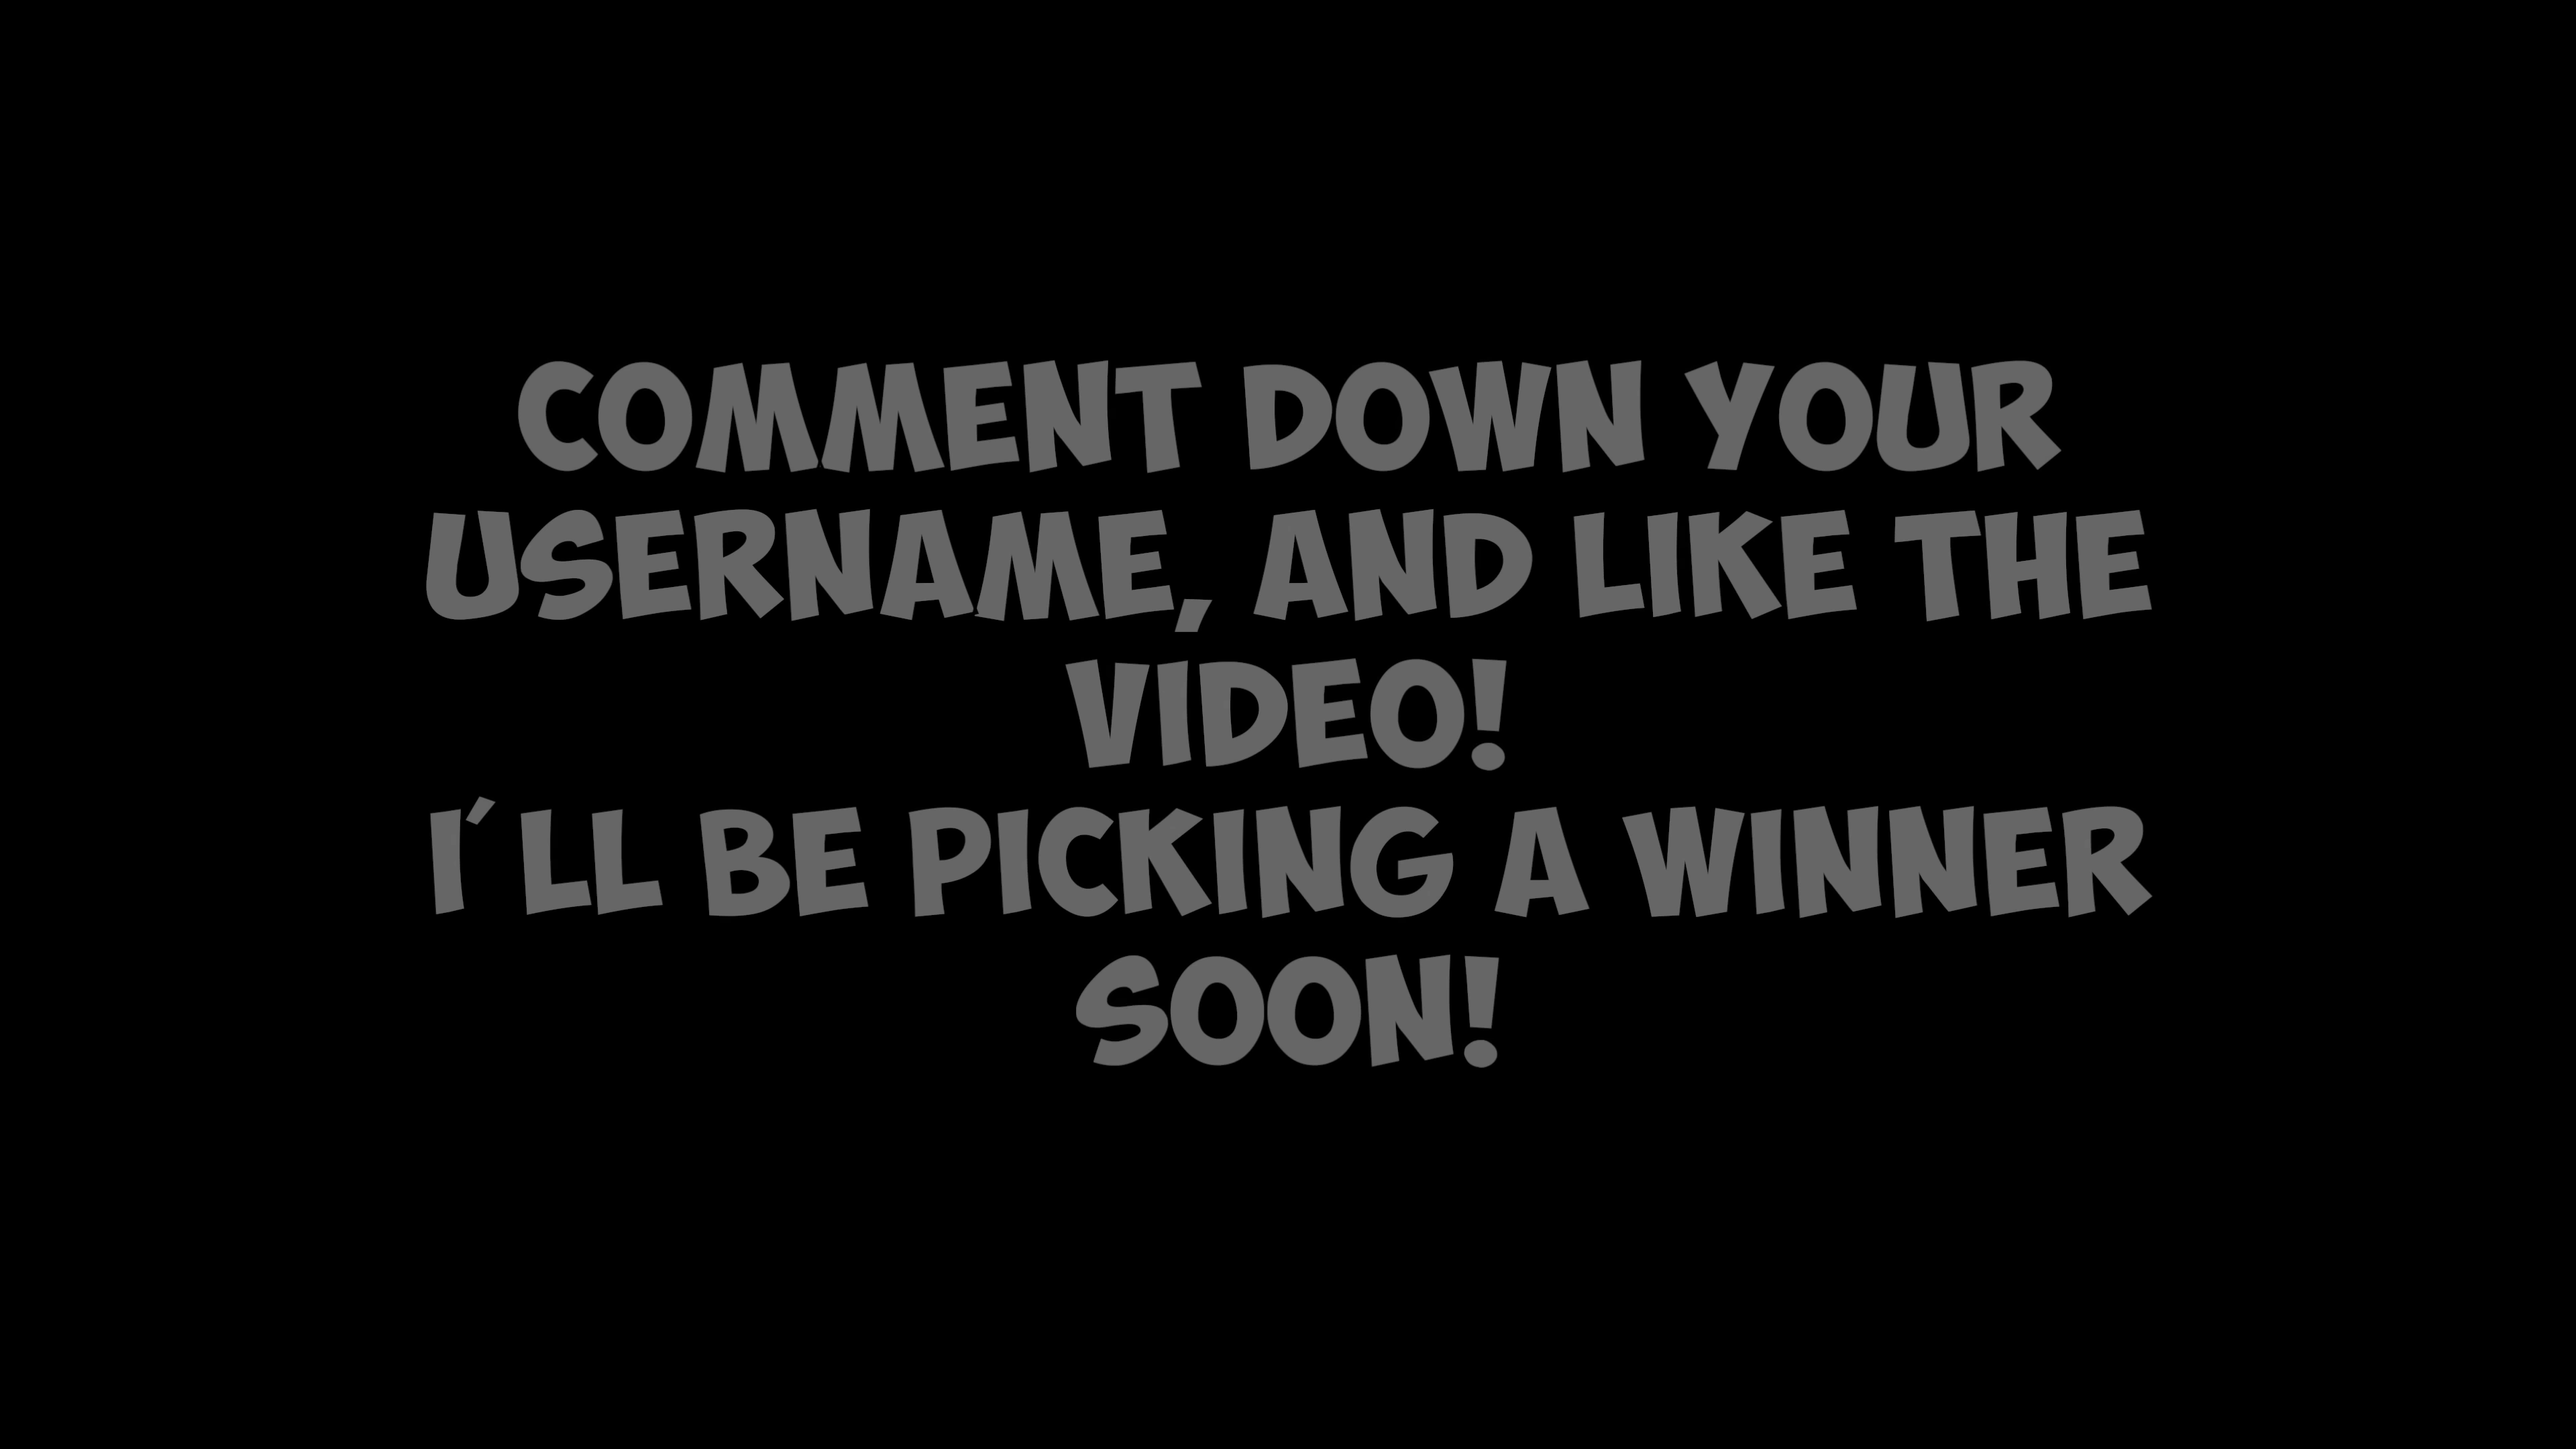 COMMENT DOWN YOUR
USERNAME, AND LIKE THE
VIDEO!
I´LL BE PICKING A WINNER
SOON!